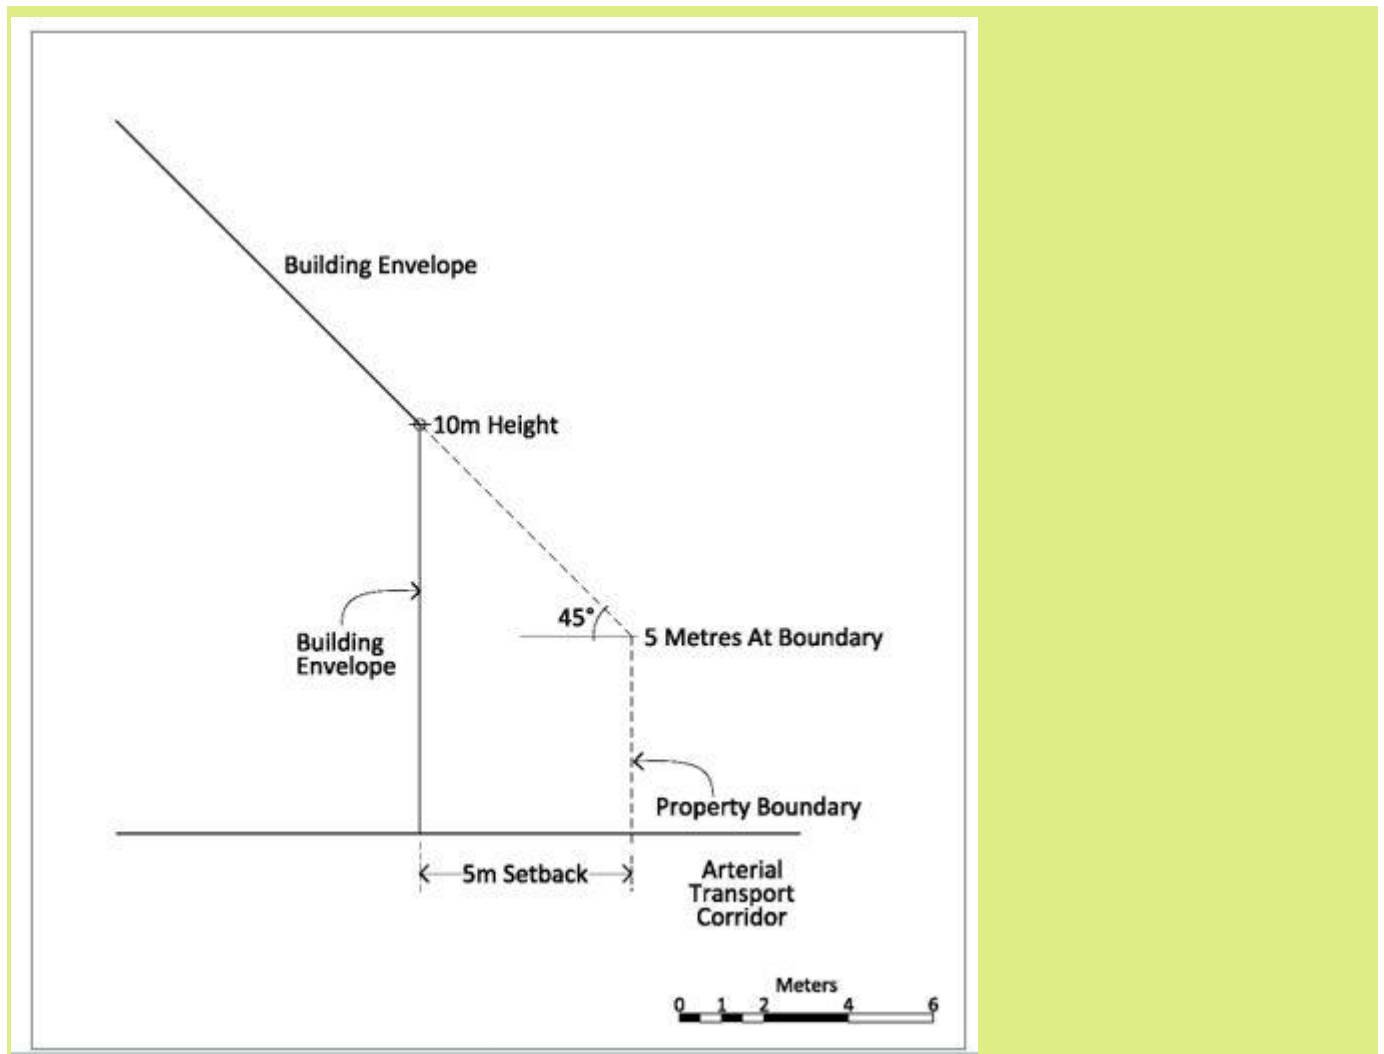 Building Envelope
10m Height
45°
5 Metres At Boundary
Building
Envelope
Property Boundary
5m Setback
Arterial
Transport
Corridor
Meters
0 1 2 4 6